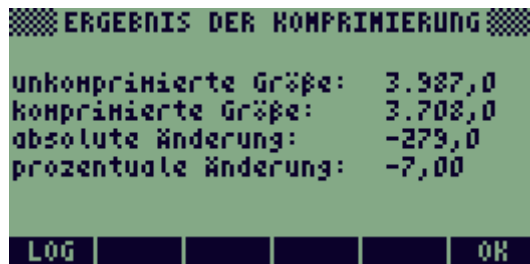 ERGEBNIS DER KOMPRIMIERUNG
unkomprimierte Größe: 3.987,0
komprimierte Größe: 3.708,0
absolute Änderung: -279,0
prozentuale Änderung: -7,00
LOG OK